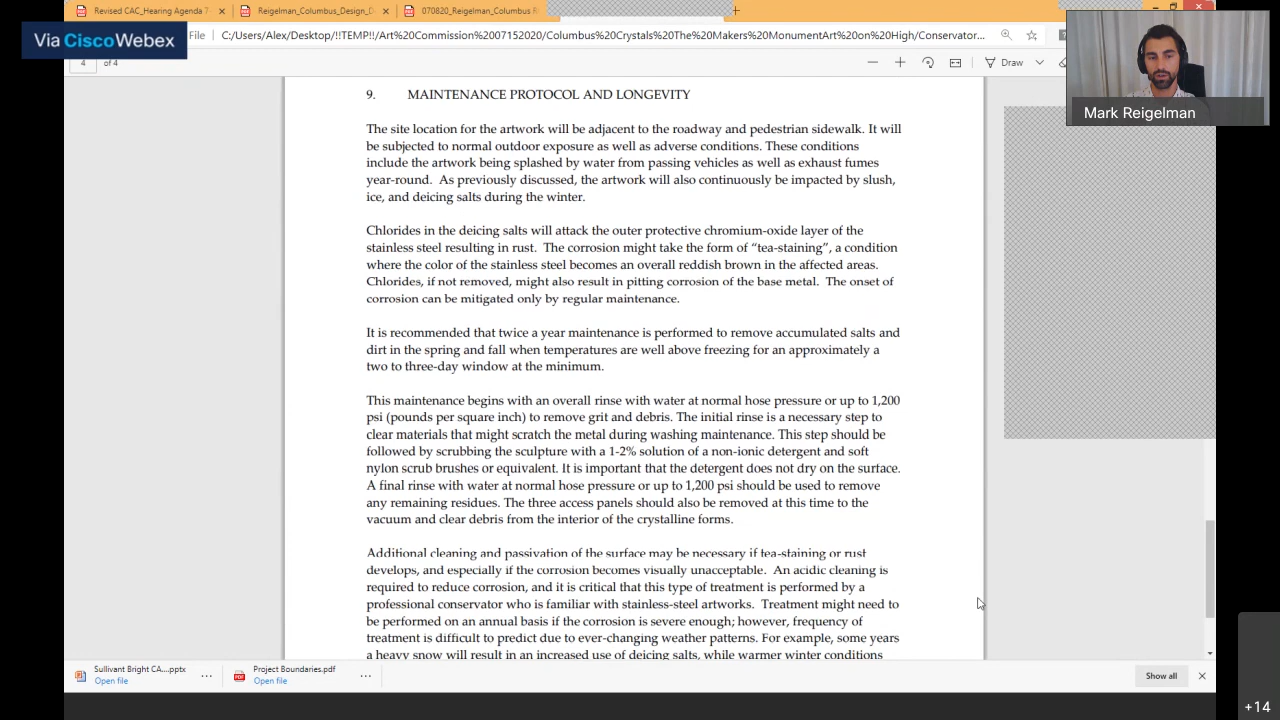 Revised CAC_Hearing Agenda 7
Reigelman_Columbus_Design_D
070820_Reigelman_Columbus R
Via Cisco Webex
File
C:/Users/Alex/Desktop/!!TEMP!!/Art%20Commission%2007152020/Columbus%20Crystals%20The%20Makers%20MonumentArt%20on%20High/Conservator...
4 of 4
Draw
Mark Reigelman
9. MAINTENANCE PROTOCOL AND LONGEVITY
The site location for the artwork will be adjacent to the roadway and pedestrian sidewalk. It will
be subjected to normal outdoor exposure as well as adverse conditions. These conditions
include the artwork being splashed by water from passing vehicles as well as exhaust fumes
year-round. As previously discussed, the artwork will also continuously be impacted by slush,
ice, and deicing salts during the winter.
Chlorides in the deicing salts will attack the outer protective chromium-oxide layer of the
stainless steel resulting in rust. The corrosion might take the form of “tea-staining”, a condition
where the color of the stainless steel becomes an overall reddish brown in the affected areas.
Chlorides, if not removed, might also result in pitting corrosion of the base metal. The onset of
corrosion can be mitigated only by regular maintenance.
It is recommended that twice a year maintenance is performed to remove accumulated salts and
dirt in the spring and fall when temperatures are well above freezing for an approximately a
two to three-day window at the minimum.
This maintenance begins with an overall rinse with water at normal hose pressure or up to 1,200
psi (pounds per square inch) to remove grit and debris. The initial rinse is a necessary step to
clear materials that might scratch the metal during washing maintenance. This step should be
followed by scrubbing the sculpture with a 1-2% solution of a non-ionic detergent and soft
nylon scrub brushes or equivalent. It is important that the detergent does not dry on the surface.
A final rinse with water at normal hose pressure or up to 1,200 psi should be used to remove
any remaining residues. The three access panels should also be removed at this time to the
vacuum and clear debris from the interior of the crystalline forms.
Additional cleaning and passivation of the surface may be necessary if tea-staining or rust
develops, and especially if the corrosion becomes visually unacceptable. An acidic cleaning is
required to reduce corrosion, and it is critical that this type of treatment is performed by a
professional conservator who is familiar with stainless-steel artworks. Treatment might need to
be performed on an annual basis if the corrosion is severe enough; however, frequency of
treatment is difficult to predict due to ever-changing weather patterns. For example, some years
a heavy snow will result in an increased use of deicing salts, while warmer winter conditions
Sullivant Bright CA....pptx
Open file
Project Boundaries.pdf
Open file
Show all
+14